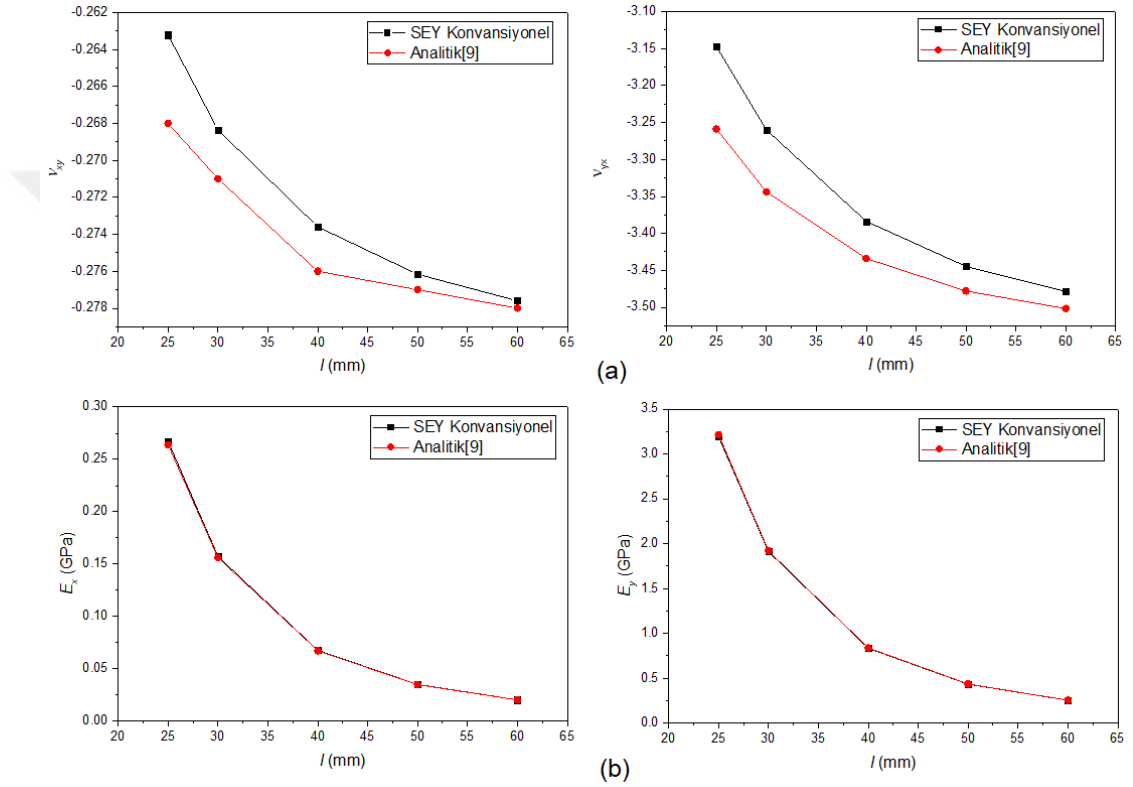 -0.262
-0.264
-0.266
-0.268
-0.270
-0.272
-0.274
-0.276
-0.278
ν_xy
SEY Konvansiyonel
Analitik[9]
20 25 30 35 40 45 50 55 60 65
l (mm)
-3.10
-3.15
-3.20
-3.25
-3.30
-3.35
-3.40
-3.45
-3.50
ν_yx
SEY Konvansiyonel
Analitik[9]
20 25 30 35 40 45 50 55 60 65
l (mm)
(a)
0.30
0.25
0.20
0.15
0.10
0.05
0.00
E_x (GPa)
SEY Konvansiyonel
Analitik[9]
20 25 30 35 40 45 50 55 60 65
l (mm)
3.5
3.0
2.5
2.0
1.5
1.0
0.5
0.0
E_y (GPa)
SEY Konvansiyonel
Analitik[9]
20 25 30 35 40 45 50 55 60 65
l (mm)
(b)